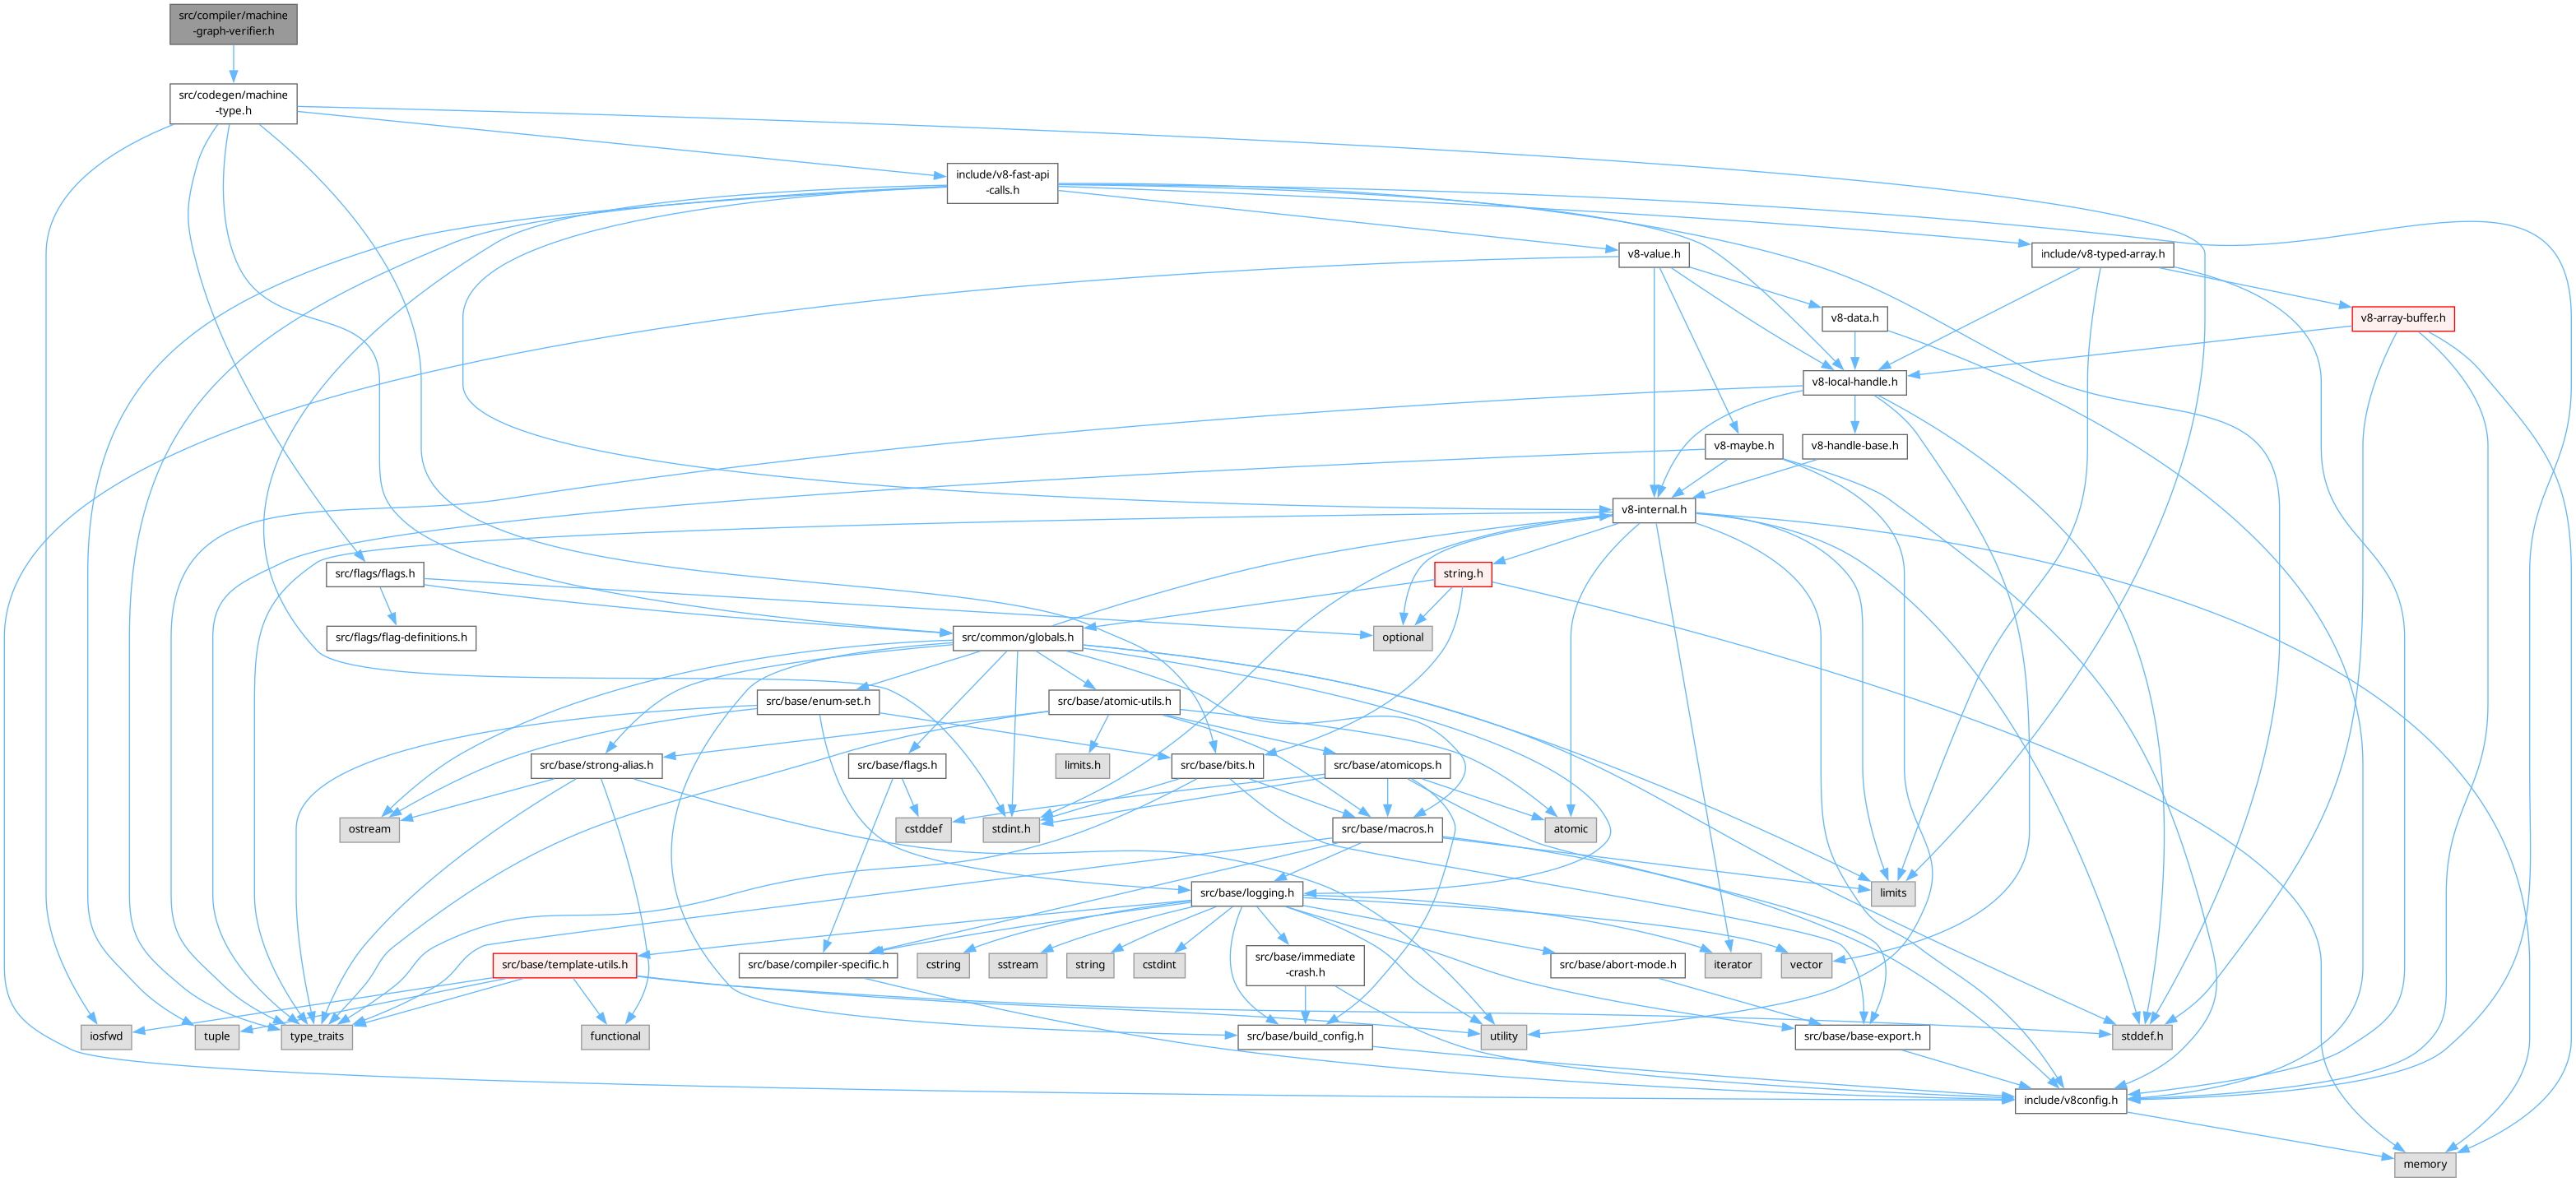 src/compiler/machine
-graph-verifier.h
src/codegen/machine
-type.h
include/v8-fast-api
-calls.h
v8-value.h
include/v8-typed-array.h
v8-data.h
v8-array-buffer.h
v8-local-handle.h
v8-maybe.h
v8-handle-base.h
v8-internal.h
src/flags/flags.h
string.h
src/flags/flag-definitions.h
src/common/globals.h
optional
src/base/enum-set.h
src/base/atomic-utils.h
src/base/strong-alias.h
src/base/flags.h
limits.h
src/base/bits.h
src/base/atomicops.h
ostream
cstddef
stdint.h
src/base/macros.h
atomic
src/base/logging.h
limits
src/base/template-utils.h
src/base/compiler-specific.h
cstring
sstream
string
cstdint
src/base/immediate
-crash.h
src/base/abort-mode.h
iterator
vector
iosfwd
tuple
type_traits
functional
utility
src/base/build_config.h
src/base/base-export.h
stddef.h
include/v8config.h
memory